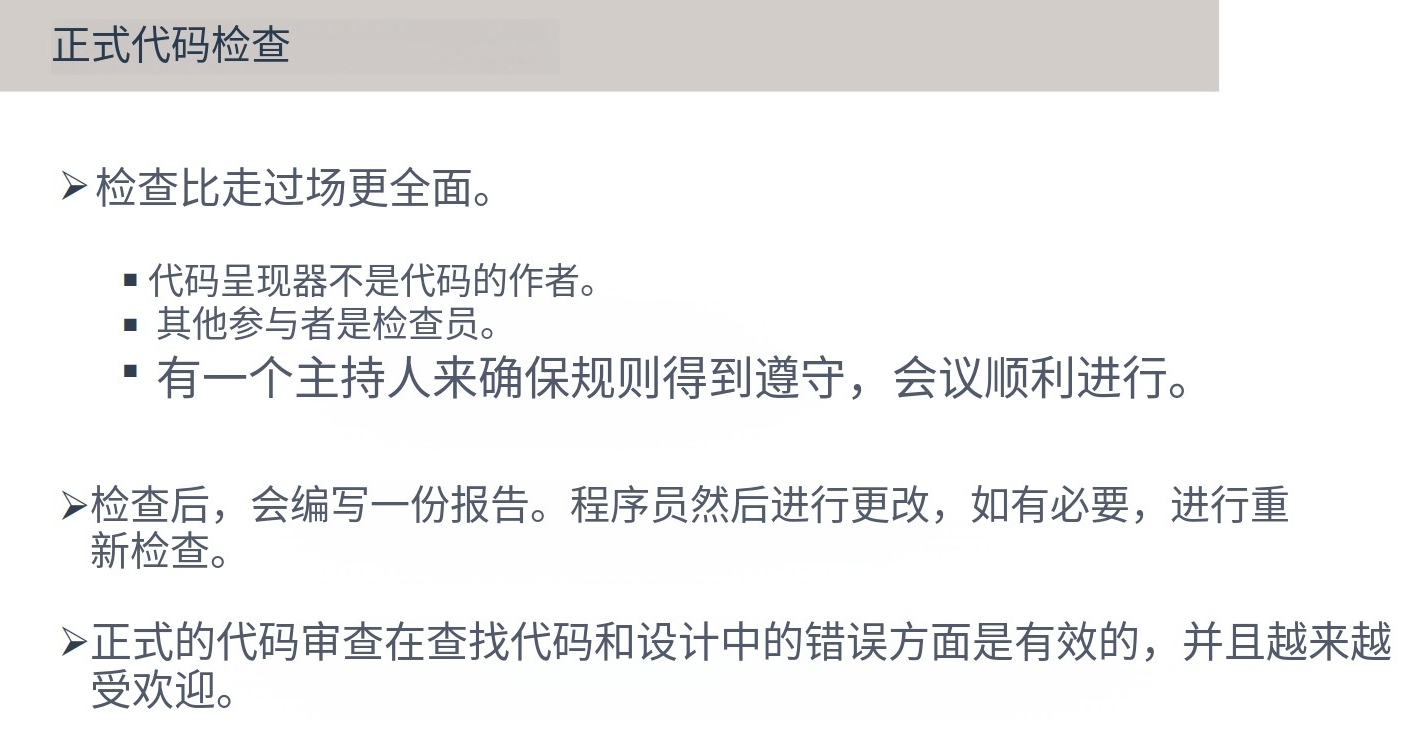 正式代码检查
➢检查比走过场更全面。
▪代码呈现器不是代码的作者。
▪其他参与者是检查员。
▪有一个主持人来确保规则得到遵守，会议顺利进行。
➢检查后，会编写一份报告。程序员然后进行更改，如有必要，进行重
新检查。
➢正式的代码审查在查找代码和设计中的错误方面是有效的，并且越来越
受欢迎。